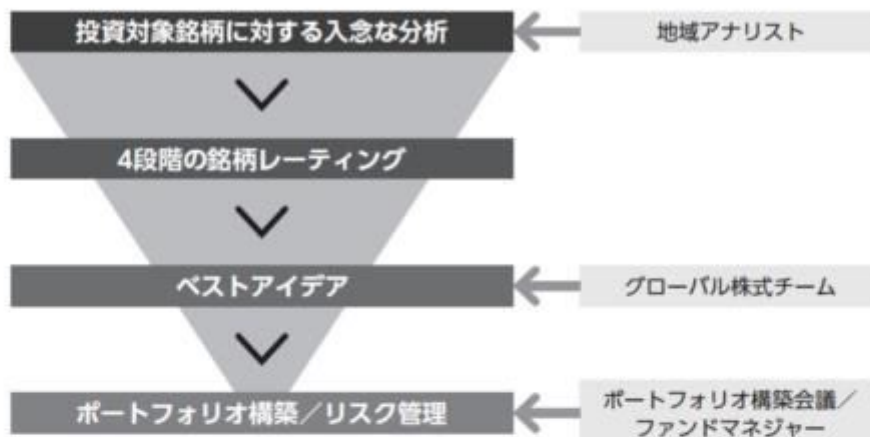 投資対象銘柄に対する入念な分析
地域アナリスト
4段階の銘柄レーティング
ベストアイデア
グローバル株式チーム
ポートフォリオ構築／リスク管理
ポートフォリオ構築会議／
ファンドマネジャー